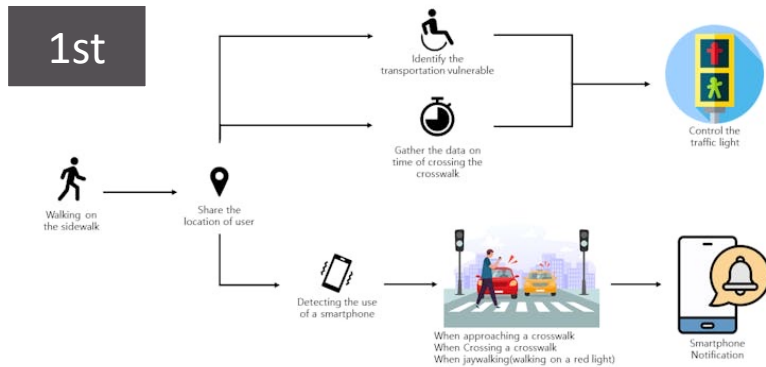 1st
Identify the
transportation vulnerable
Gather the data on
time of crossing the
crosswalk
Control the
traffic light
Walking on
the sidewalk
Share the
location of user
Detecting the use
of a smartphone
When approaching a crosswalk
When Crossing a crosswalk
When jaywalking(walking on a red light)
Smartphone
Notification